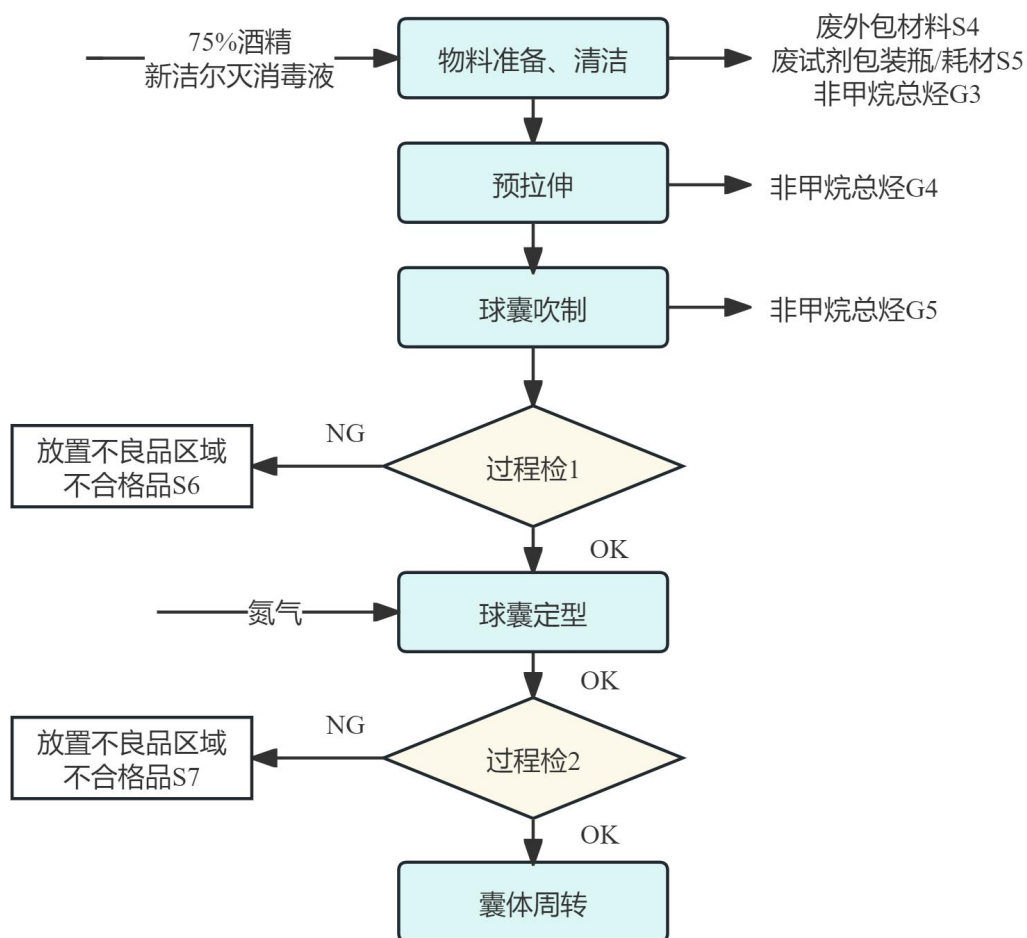 75%酒精
新洁尔灭消毒液
物料准备、清洁
废外包材料S4
废试剂包装瓶/耗材S5
非甲烷总烃G3
预拉伸
非甲烷总烃G4
球囊吹制
非甲烷总烃G5
放置不良品区域
不合格品S6
NG
过程检1
OK
氮气
球囊定型
OK
放置不良品区域
不合格品S7
NG
过程检2
OK
囊体周转